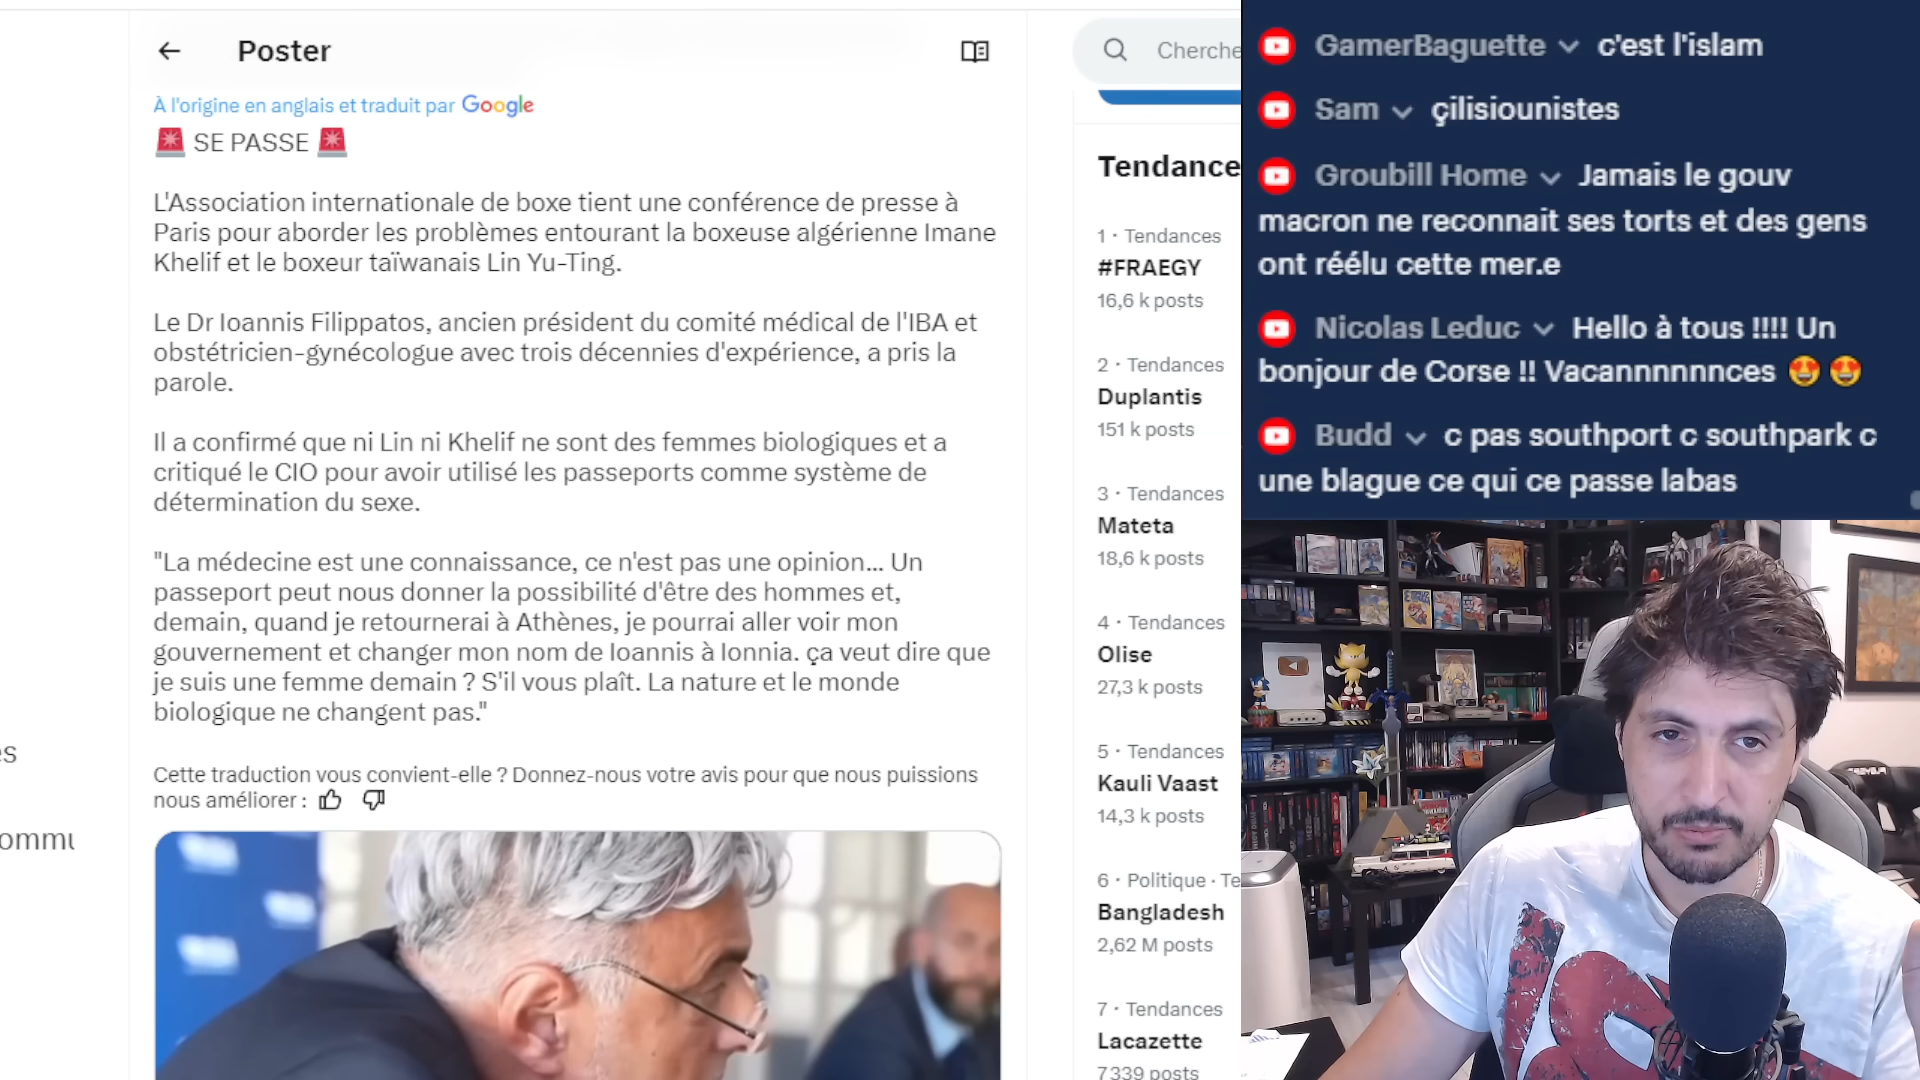 Poster
À l'origine en anglais et traduit par Google
🚨 SE PASSE 🚨
L'Association internationale de boxe tient une conférence de presse à
Paris pour aborder les problèmes entourant la boxeuse algérienne Imane
Khelif et le boxeur taïwanais Lin Yu-Ting.
Le Dr Ioannis Filippatos, ancien président du comité médical de l'IBA et
obstétricien-gynécologue avec trois décennies d'expérience, a pris la
parole.
Il a confirmé que ni Lin ni Khelif ne sont des femmes biologiques et a
critiqué le CIO pour avoir utilisé les passeports comme système de
détermination du sexe.
"La médecine est une connaissance, ce n'est pas une opinion... Un
passeport peut nous donner la possibilité d'être des hommes et,
demain, quand je retournerai à Athènes, je pourrai aller voir mon
gouvernement et changer mon nom de Ioannis à Ionnia. ça veut dire que
je suis une femme demain ? S'il vous plaît. La nature et le monde
biologique ne changent pas."
Cette traduction vous convient-elle ? Donnez-nous votre avis pour que nous puissions
nous améliorer :
es
ommu
Cherche
Tendance
1 · Tendances
#FRAEGY
16,6 k posts
2 · Tendances
Duplantis
151 k posts
3 · Tendances
Mateta
18,6 k posts
4 · Tendances
Olise
27,3 k posts
5 · Tendances
Kauli Vaast
14,3 k posts
6 · Politique · Te
Bangladesh
2,62 M posts
7 · Tendances
Lacazette
7 339 posts
GamerBaguette c'est l'islam
Sam çilisiounistes
Groubill Home Jamais le gouv
macron ne reconnait ses torts et des gens
ont réélu cette mer.e
Nicolas Leduc Hello à tous !!!! Un
bonjour de Corse !! Vacannnnnnces 😍 😍
Budd c pas southport c southpark c
une blague ce qui ce passe labas